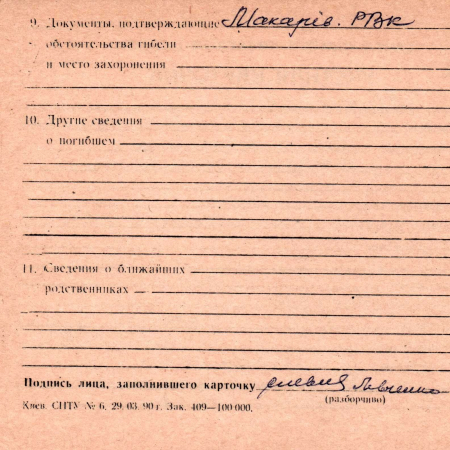 9. Документы, подтверждающие Макарів. РВК
обстоятельства гибели
и место захоронения
10. Другие сведения
о погибшем
11. Сведения о ближайших
родственниках
Подпись лица, заполнившего карточку Левченко
(разборчиво)
Киев. СПТУ № 6. 29. 03. 90 г. Зак. 409—100 000.